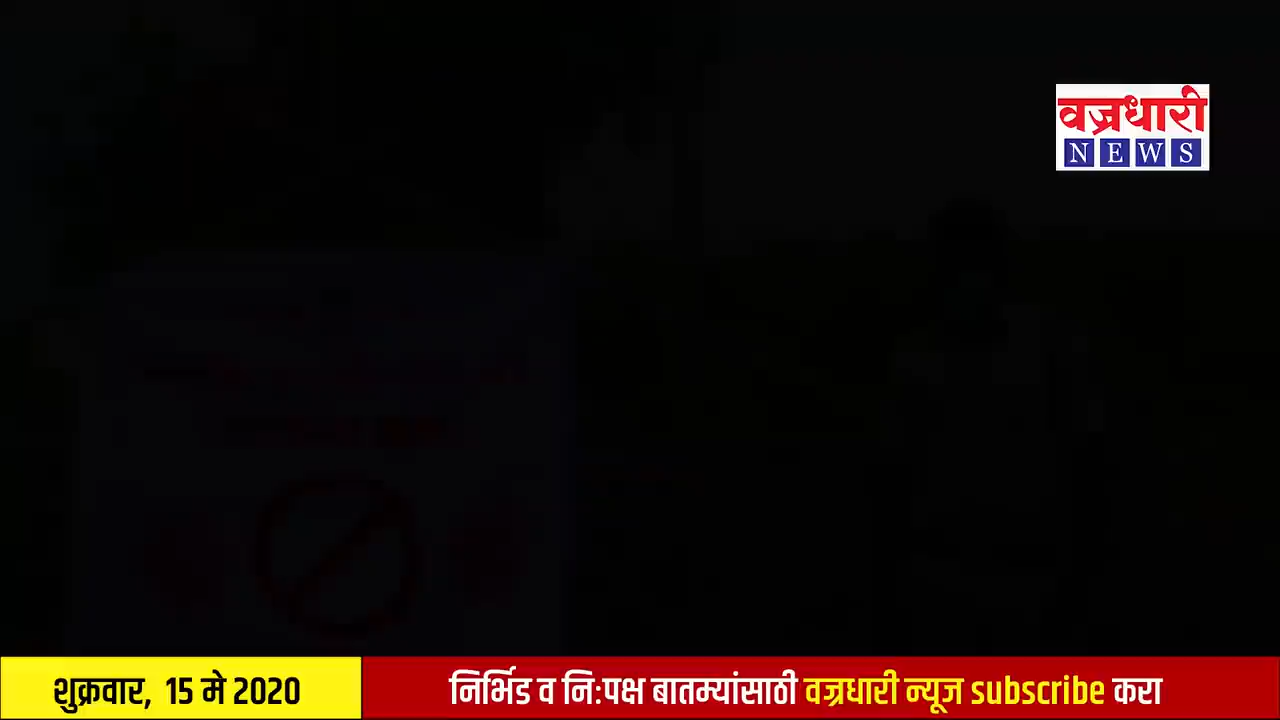 वज्रधारी
NEWS
शुक्रवार, 15 मे 2020
निर्भिड व नि:पक्ष बातम्यांसाठी वज्रधारी न्यूज subscribe करा